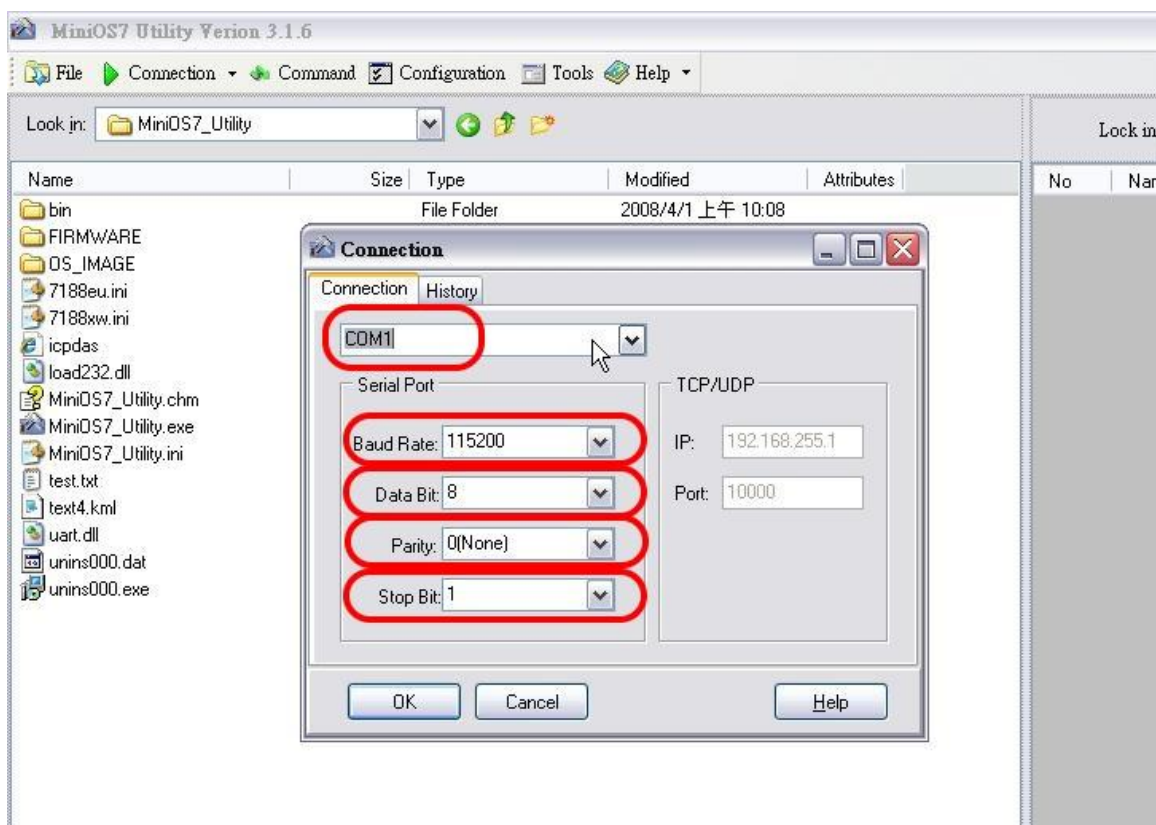 MiniOS7 Utility Verion 3.1.6
File Connection Command Configuration Tools Help
Look in: MiniOS7_Utility
Lock in
Name Size Type Modified Attributes
No Nar
bin File Folder 2008/4/1 上午 10:08
FIRMWARE
OS_IMAGE
7188eu.ini
7188xw.ini
icpdas
load232.dll
MiniOS7_Utility.chm
MiniOS7_Utility.exe
MiniOS7_Utility.ini
test.txt
text4.kml
uart.dll
unins000.dat
unins000.exe
Connection
Connection History
COM1
Serial Port
Baud Rate: 115200
Data Bit: 8
Parity: 0(None)
Stop Bit: 1
TCP/UDP
IP: 192.168.255.1
Port: 10000
OK Cancel Help